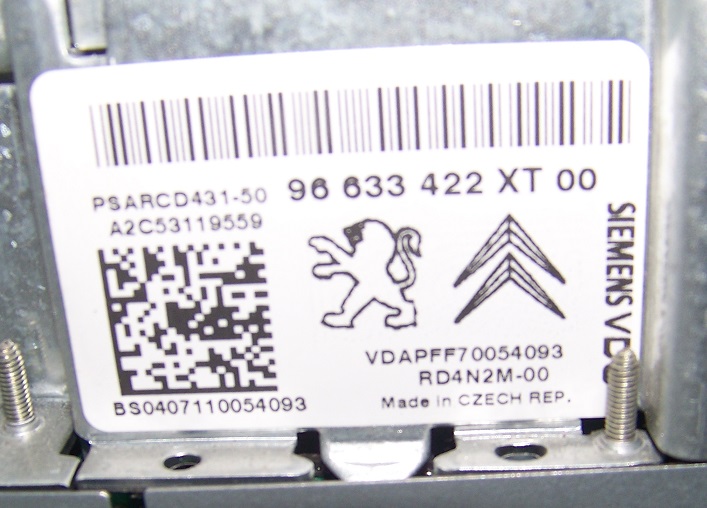 PSARCD431-50 96 633 422 XT 00
A2C53119559
SIEMENS VDO
VDAPFF70054093
RD4N2M-00
BS0407110054093
Made in CZECH REP.